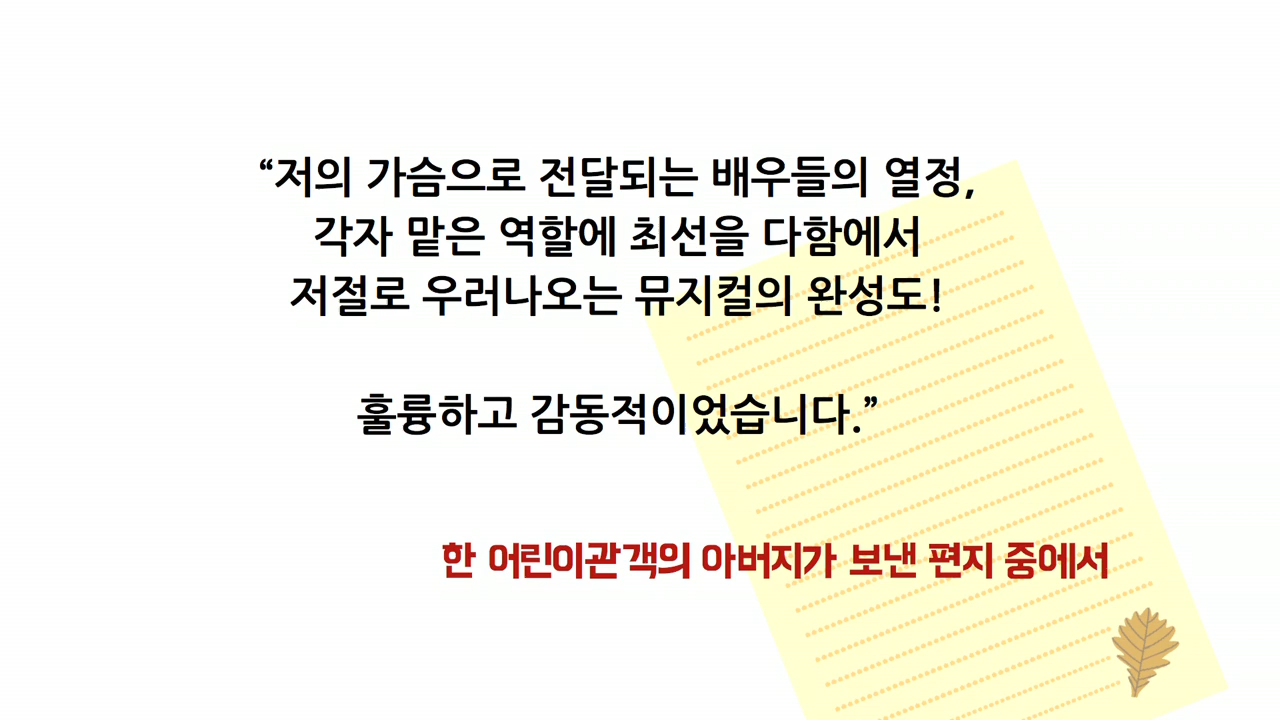 “저의 가슴으로 전달되는 배우들의 열정,
각자 맡은 역할에 최선을 다함에서
저절로 우러나오는 뮤지컬의 완성도!
훌륭하고 감동적이었습니다.”
한 어린이관객의 아버지가 보낸 편지 중에서